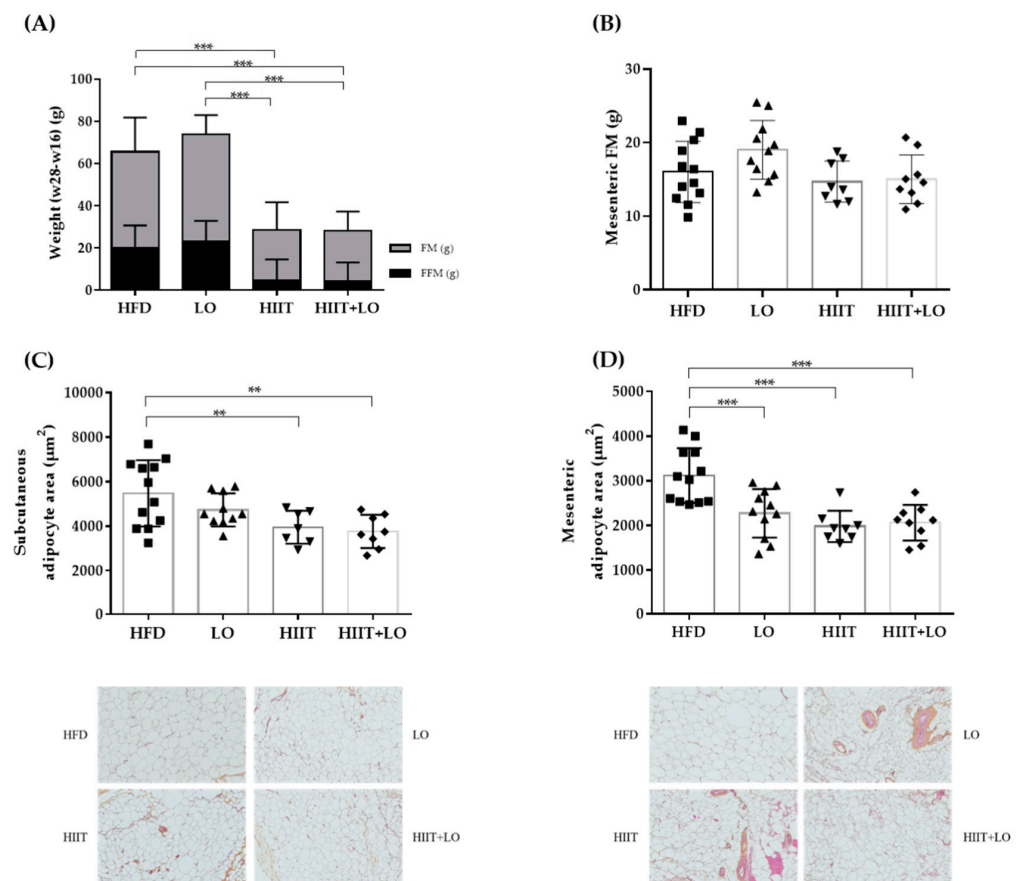 (A)
***
***
***
***
Weight (w28-w16) (g)
100
80
60
40
20
0
HFD LO HIIT HIIT+LO
FM (g)
FFM (g)
(B)
Mesenteric FM (g)
30
20
10
0
HFD LO HIIT HIIT+LO
(C)
**
**
Subcutaneous
adipocyte area (µm²)
10000
8000
6000
4000
2000
0
HFD LO HIIT HIIT+LO
(D)
***
***
***
Mesenteric
adipocyte area (µm²)
5000
4000
3000
2000
1000
0
HFD LO HIIT HIIT+LO
HFD
LO
HIIT
HIIT+LO
HFD
LO
HIIT
HIIT+LO